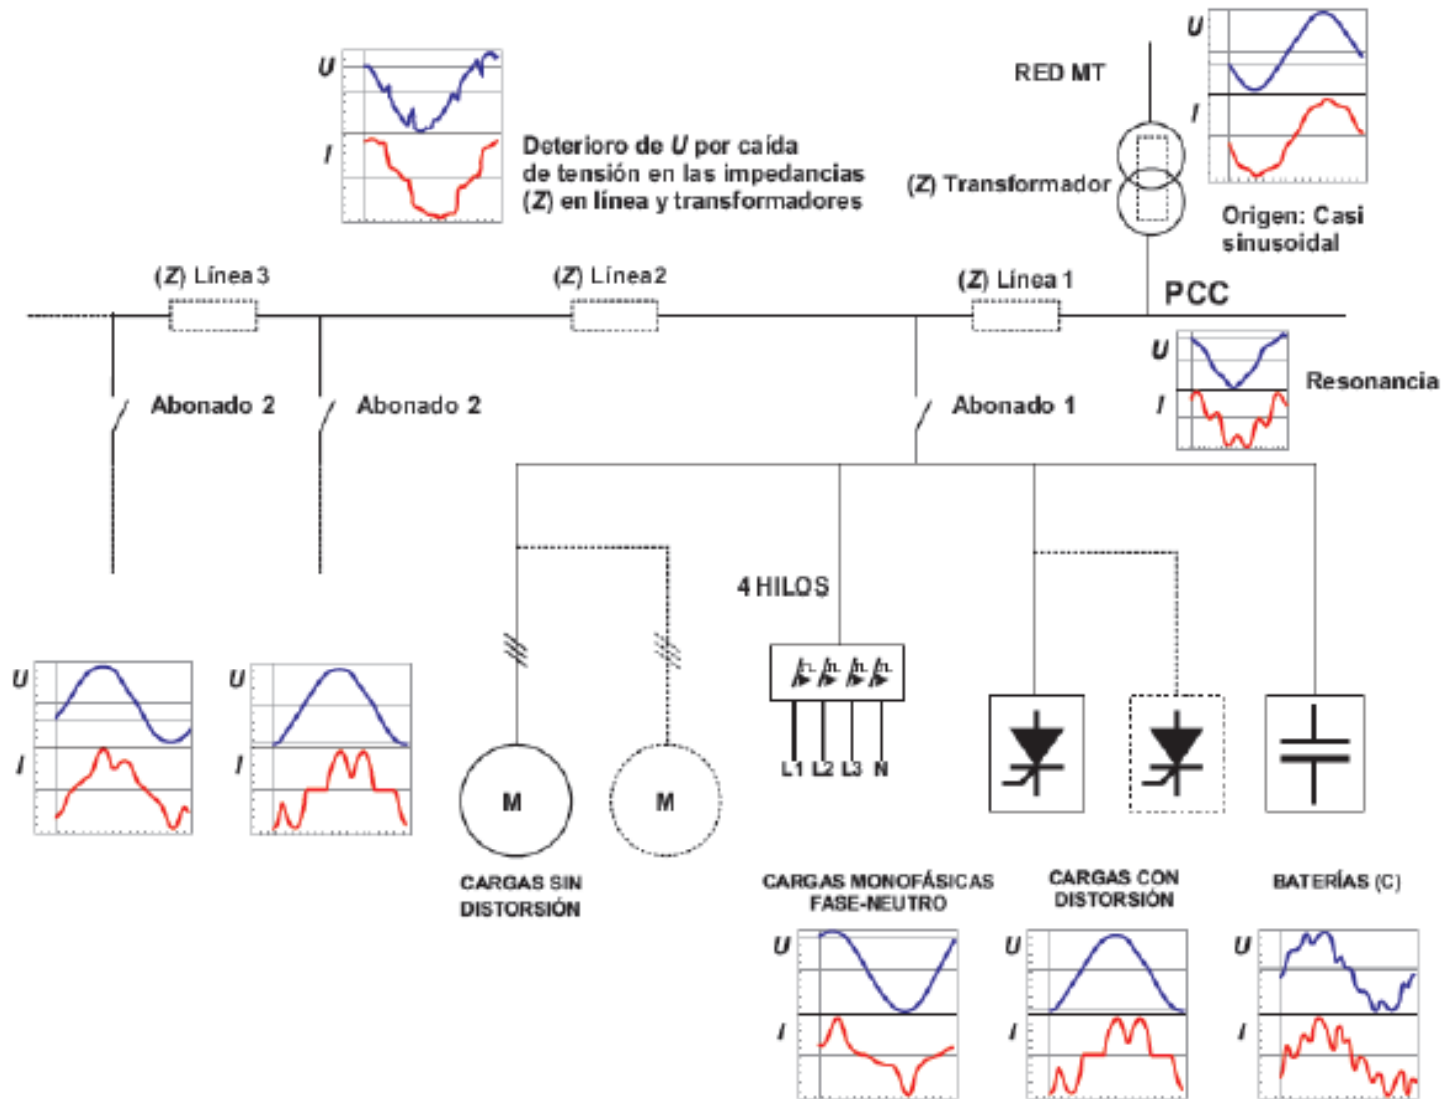 U
I
Deterioro de U por caída
de tensión en las impedancias
(Z) en línea y transformadores
RED MT
(Z) Transformador
U
I
Origen: Casi
sinusoidal
(Z) Línea 3
(Z) Línea2
(Z) Línea 1
PCC
U
I
Resonancia
Abonado 2
Abonado 2
Abonado 1
4 HILOS
L1 L2 L3 N
U
I
U
I
M
M
CARGAS SIN
DISTORSIÓN
CARGAS MONOFÁSICAS
FASE-NEUTRO
CARGAS CON
DISTORSIÓN
BATERÍAS (C)
U
I
U
I
U
I